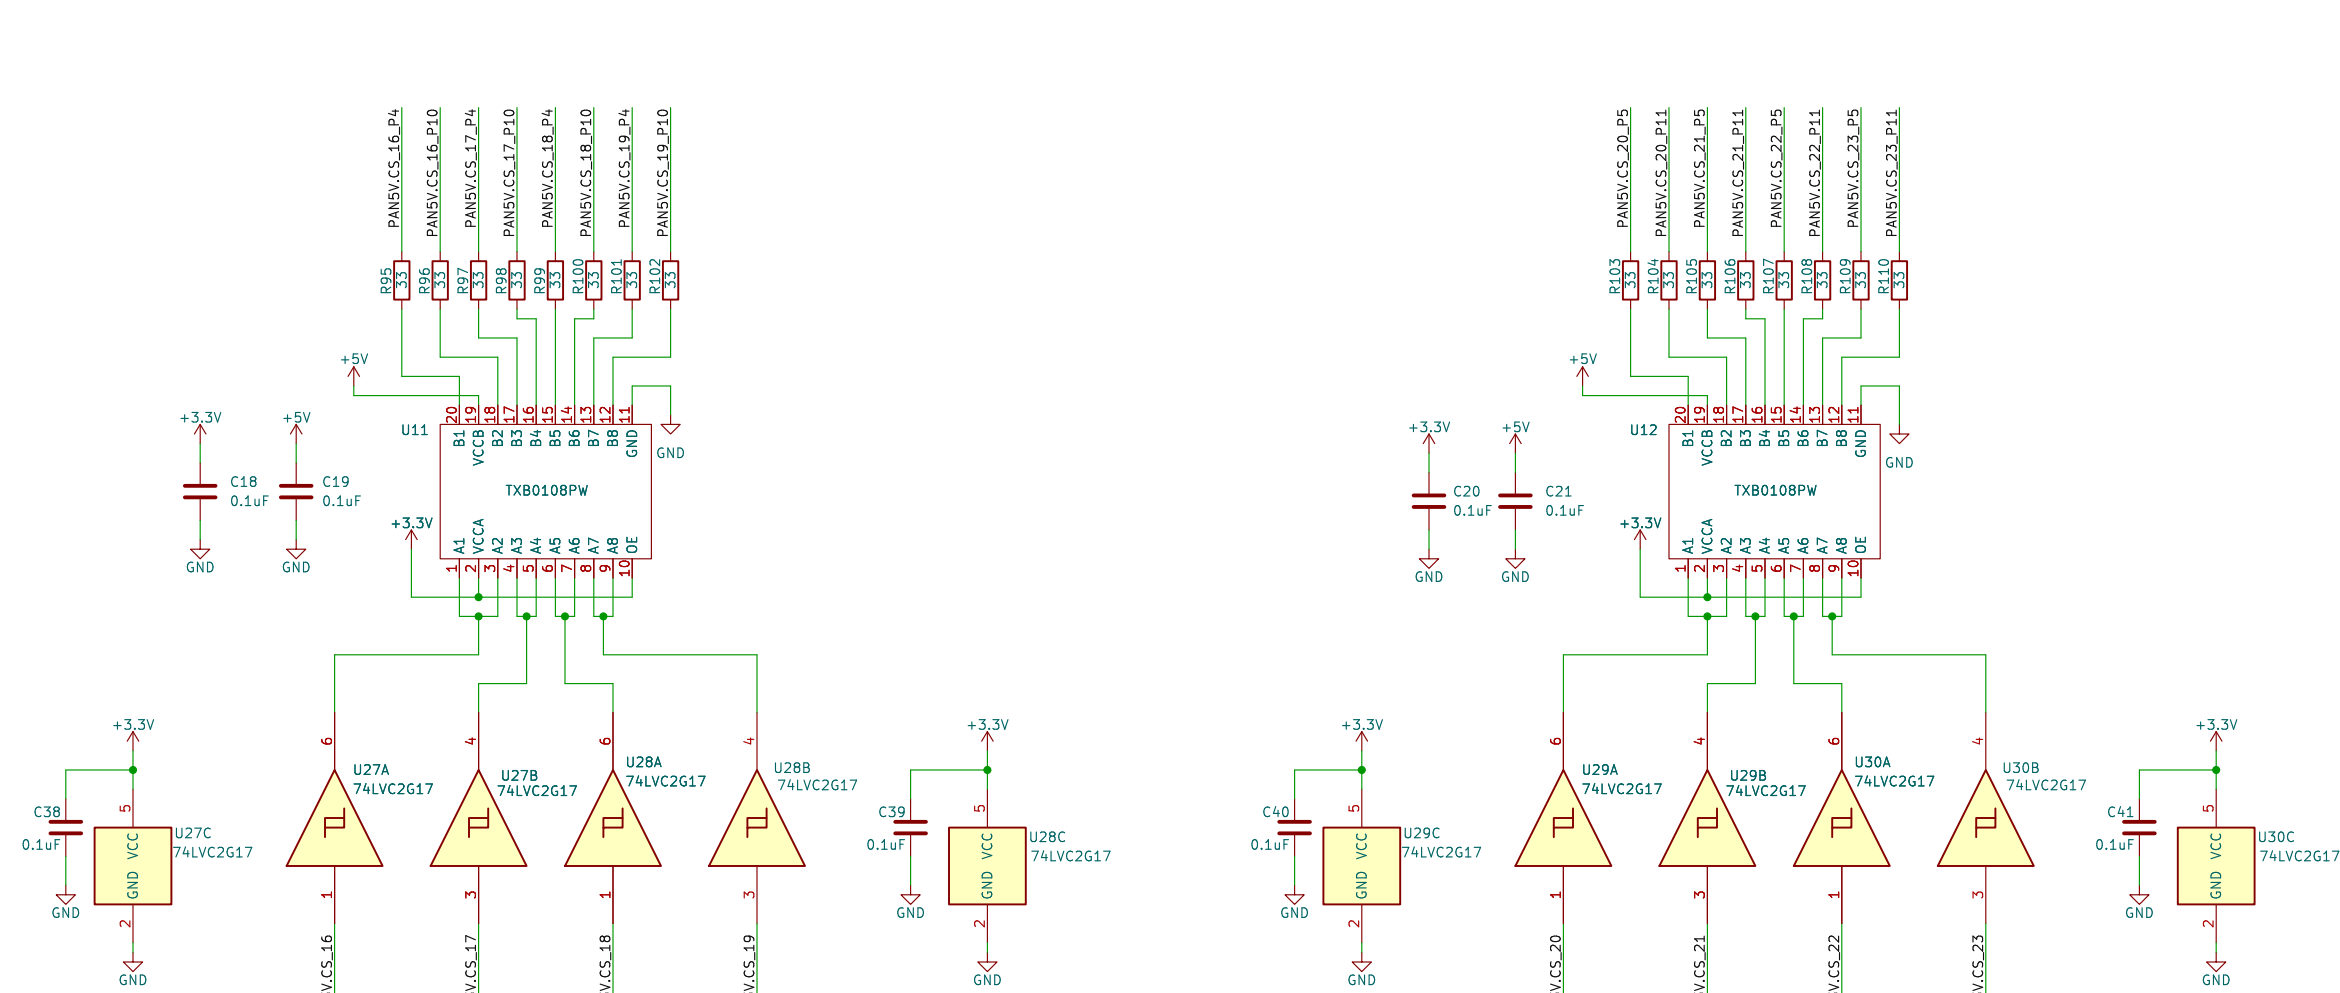 PAN5V.CS_16_P4
PAN5V.CS_16_P10
PAN5V.CS_17_P4
PAN5V.CS_17_P10
PAN5V.CS_18_P4
PAN5V.CS_18_P10
PAN5V.CS_19_P4
PAN5V.CS_19_P10
R95 33
R96 33
R97 33
R98 33
R99 33
R100 33
R101 33
R102 33
+5V
+3.3V
+5V
20 19 18 17 16 15 14 13 12 11
U11
B1 VCCB B2 B3 B4 B5 B6 B7 B8 GND
GND
C18
0.1uF
C19
0.1uF
TXB0108PW
+3.3V
A1 VCCA A2 A3 A4 A5 A6 A7 A8 OE
1 2 3 4 5 6 7 8 9 10
GND
GND
+3.3V
C38
0.1uF
5
U27C
74LVC2G17
VCC
GND
2
GND
GND
6
U27A
74LVC2G17
1
V.CS_16
4
U27B
74LVC2G17
3
V.CS_17
6
U28A
74LVC2G17
1
V.CS_18
4
U28B
74LVC2G17
3
V.CS_19
+3.3V
C39
0.1uF
5
U28C
74LVC2G17
VCC
GND
2
GND
GND
PAN5V.CS_20_P5
PAN5V.CS_20_P11
PAN5V.CS_21_P5
PAN5V.CS_21_P11
PAN5V.CS_22_P5
PAN5V.CS_22_P11
PAN5V.CS_23_P5
PAN5V.CS_23_P11
R103 33
R104 33
R105 33
R106 33
R107 33
R108 33
R109 33
R110 33
+5V
+3.3V
+5V
20 19 18 17 16 15 14 13 12 11
U12
B1 VCCB B2 B3 B4 B5 B6 B7 B8 GND
GND
C20
0.1uF
C21
0.1uF
TXB0108PW
+3.3V
A1 VCCA A2 A3 A4 A5 A6 A7 A8 OE
1 2 3 4 5 6 7 8 9 10
GND
GND
+3.3V
C40
0.1uF
5
U29C
74LVC2G17
VCC
GND
2
GND
GND
6
U29A
74LVC2G17
1
V.CS_20
4
U29B
74LVC2G17
3
V.CS_21
6
U30A
74LVC2G17
1
V.CS_22
4
U30B
74LVC2G17
3
V.CS_23
+3.3V
C41
0.1uF
5
U30C
74LVC2G17
VCC
GND
2
GND
GND